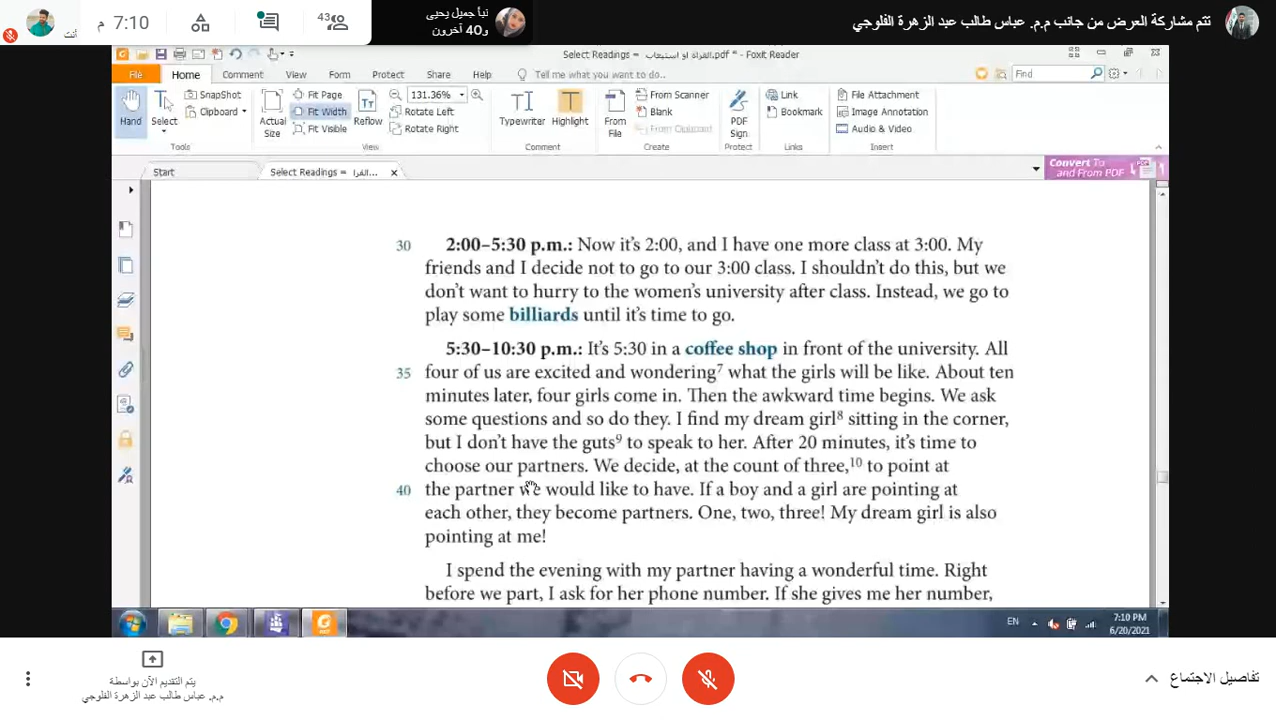 7:10 م
43
أنت
نبأ جميل يحيى
و40 آخرون
تتم مشاركة العرض من جانب م.م. عباس طالب عبد الزهرة الفلوجي
Select Readings = القراة او استيعاب.pdf * - Foxit Reader
File Home Comment View Form Protect Share Help Tell me what you want to do.. Find
Hand
Select
SnapShot
Clipboard
Tools
Actual Size
Fit Page
Fit Width
Fit Visible
Reflow
131.36%
Rotate Left
Rotate Right
View
Typewriter
Highlight
Comment
From File
From Scanner
Blank
From Clipboard
Create
PDF Sign
Protect
Link
Bookmark
Links
File Attachment
Image Annotation
Audio & Video
Insert
Start
Select Readings = القرا...
Convert To
and From PDF
30 2:00–5:30 p.m.: Now it's 2:00, and I have one more class at 3:00. My
friends and I decide not to go to our 3:00 class. I shouldn't do this, but we
don't want to hurry to the women's university after class. Instead, we go to
play some billiards until it's time to go.
5:30–10:30 p.m.: It's 5:30 in a coffee shop in front of the university. All
35 four of us are excited and wondering⁷ what the girls will be like. About ten
minutes later, four girls come in. Then the awkward time begins. We ask
some questions and so do they. I find my dream girl⁸ sitting in the corner,
but I don't have the guts⁹ to speak to her. After 20 minutes, it's time to
choose our partners. We decide, at the count of three,¹⁰ to point at
40 the partner we would like to have. If a boy and a girl are pointing at
each other, they become partners. One, two, three! My dream girl is also
pointing at me!
I spend the evening with my partner having a wonderful time. Right
before we part, I ask for her phone number. If she gives me her number,
EN
7:10 PM
6/20/2021
يتم التقديم الآن بواسطة
م.م. عباس طالب عبد الزهرة الفلوجي
تفاصيل الاجتماع